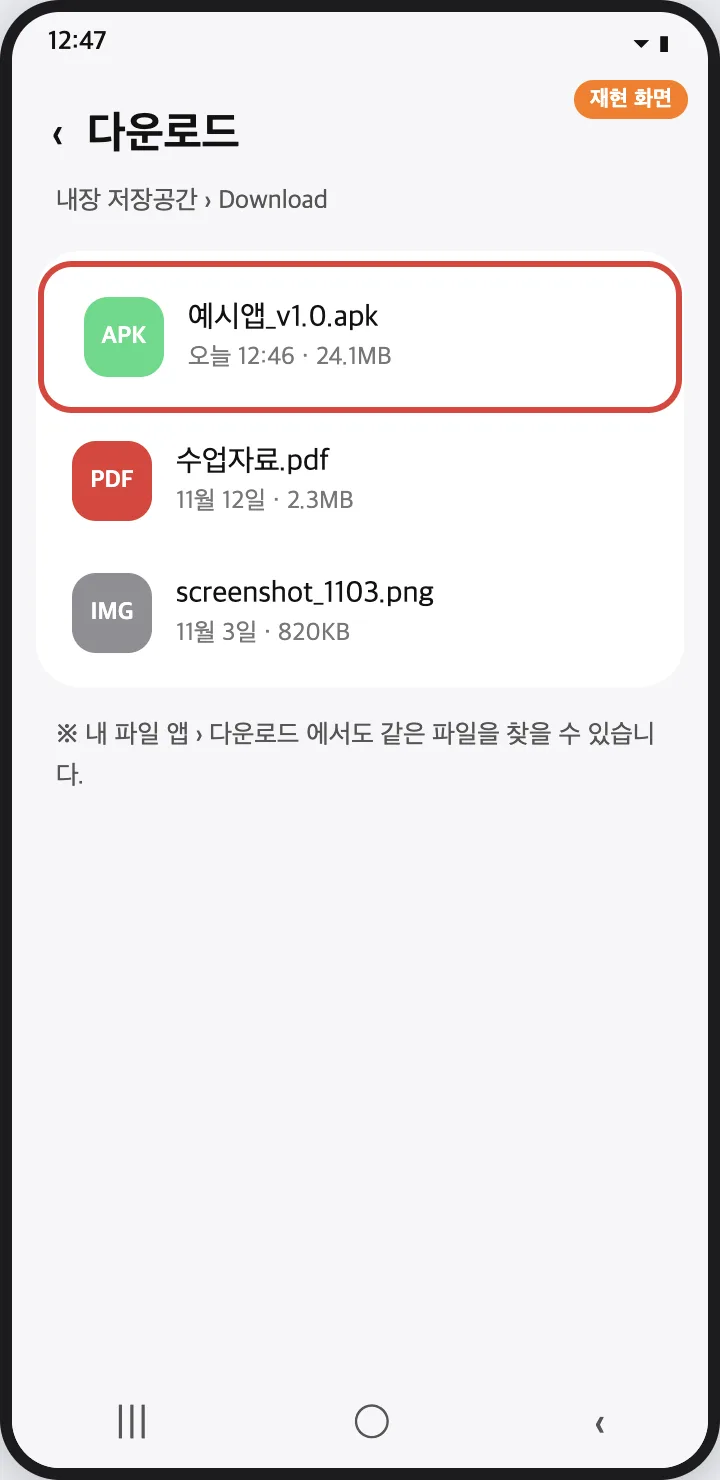 12:47
재현 화면
‹ 다운로드
내장 저장공간 › Download
APK
예시앱_v1.0.apk
오늘 12:46 · 24.1MB
PDF
수업자료.pdf
11월 12일 · 2.3MB
IMG
screenshot_1103.png
11월 3일 · 820KB
※ 내 파일 앱 › 다운로드 에서도 같은 파일을 찾을 수 있습니
다.